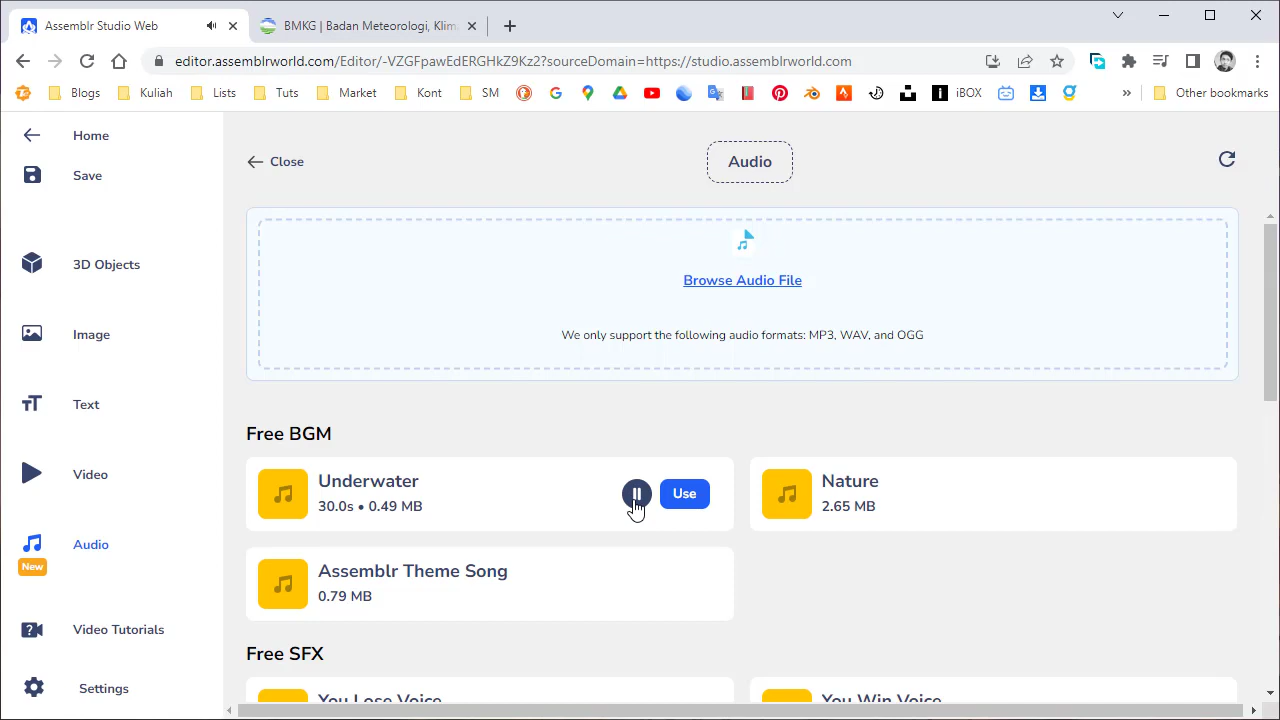 Assemblr Studio Web
BMKG | Badan Meteorologi, Klim
editor.assemblrworld.com/Editor/-VZGFpawEdERGHkZ9Kz2?sourceDomain=https://studio.assemblrworld.com
Blogs
Kuliah
Lists
Tuts
Market
Kont
SM
iBOX
Other bookmarks
Home
Save
3D Objects
Image
Text
Video
Audio
New
Video Tutorials
Settings
Close
Audio
Browse Audio File
We only support the following audio formats: MP3, WAV, and OGG
Free BGM
Underwater
30.0s • 0.49 MB
Use
Nature
2.65 MB
Assemblr Theme Song
0.79 MB
Free SFX
You Lose Voice
You Win Voice